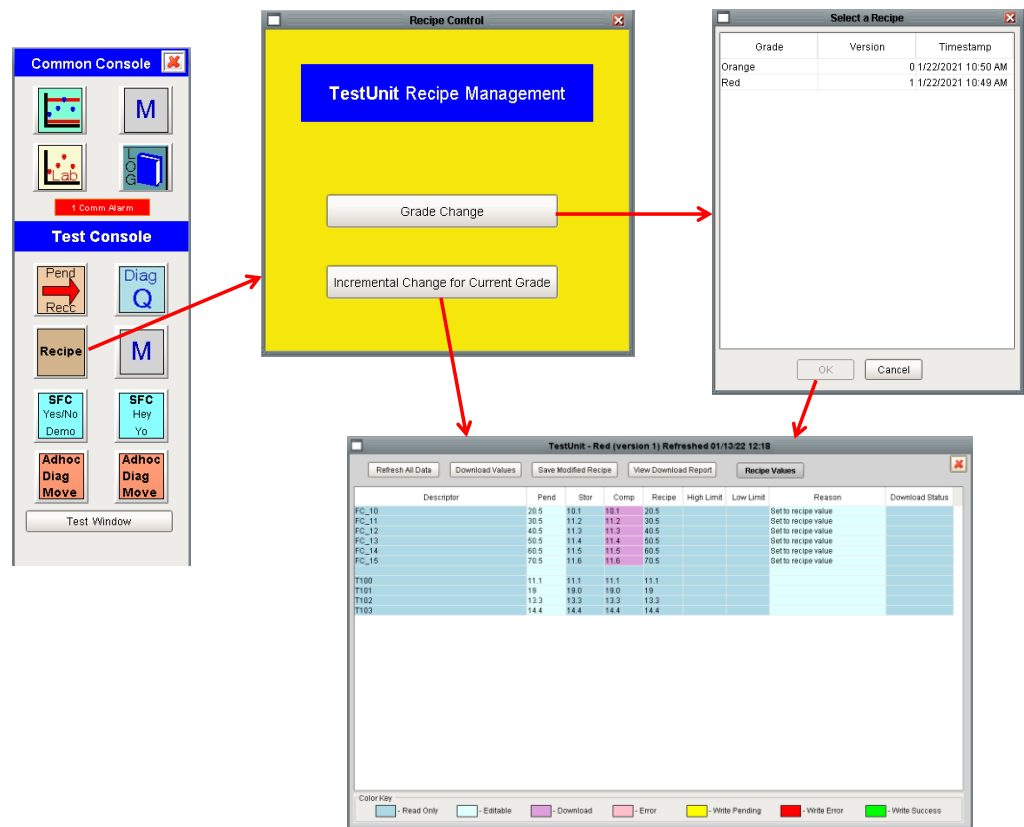 Common Console
M
Lab
LOG
1 Comm Alarm
Test Console
Pend
Recc
Diag
Q
Recipe
M
SFC
Yes/No
Demo
SFC
Hey
Yo
Adhoc
Diag
Move
Adhoc
Diag
Move
Test Window
Recipe Control
TestUnit Recipe Management
Grade Change
Incremental Change for Current Grade
Select a Recipe
Grade Version Timestamp
Orange 0 1/22/2021 10:50 AM
Red 1 1/22/2021 10:49 AM
OK Cancel
TestUnit - Red (version 1) Refreshed 01/13/22 12:18
Refresh All Data Download Values Save Modified Recipe View Download Report Recipe Values
Descriptor Pend Stor Comp Recipe High Limit Low Limit Reason Download Status
FC_10 20.5 10.1 10.1 20.5 Set to recipe value
FC_11 30.5 11.2 11.2 30.5 Set to recipe value
FC_12 40.5 11.3 11.3 40.5 Set to recipe value
FC_13 50.5 11.4 11.4 50.5 Set to recipe value
FC_14 60.5 11.5 11.5 60.5 Set to recipe value
FC_15 70.5 11.6 11.6 70.5 Set to recipe value
T100 11.1 11.1 11.1 11.1
T101 19 19.0 19.0 19
T102 13.3 13.3 13.3 13.3
T103 14.4 14.4 14.4 14.4
Color Key
- Read Only - Editable - Download - Error - Write Pending - Write Error - Write Success